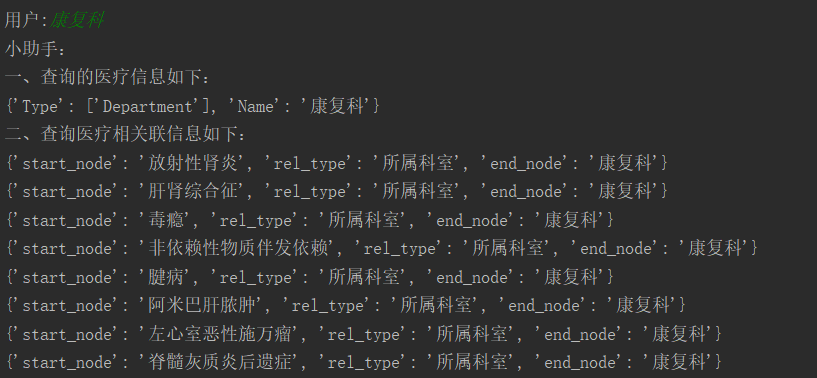 用户:康复科
小助手：
一、查询的医疗信息如下：
{'Type': ['Department'], 'Name': '康复科'}
二、查询医疗相关联信息如下：
{'start_node': '放射性肾炎', 'rel_type': '所属科室', 'end_node': '康复科'}
{'start_node': '肝肾综合征', 'rel_type': '所属科室', 'end_node': '康复科'}
{'start_node': '毒瘾', 'rel_type': '所属科室', 'end_node': '康复科'}
{'start_node': '非依赖性物质伴发依赖', 'rel_type': '所属科室', 'end_node': '康复科'}
{'start_node': '腱病', 'rel_type': '所属科室', 'end_node': '康复科'}
{'start_node': '阿米巴肝脓肿', 'rel_type': '所属科室', 'end_node': '康复科'}
{'start_node': '左心室恶性施万瘤', 'rel_type': '所属科室', 'end_node': '康复科'}
{'start_node': '脊髓灰质炎后遗症', 'rel_type': '所属科室', 'end_node': '康复科'}